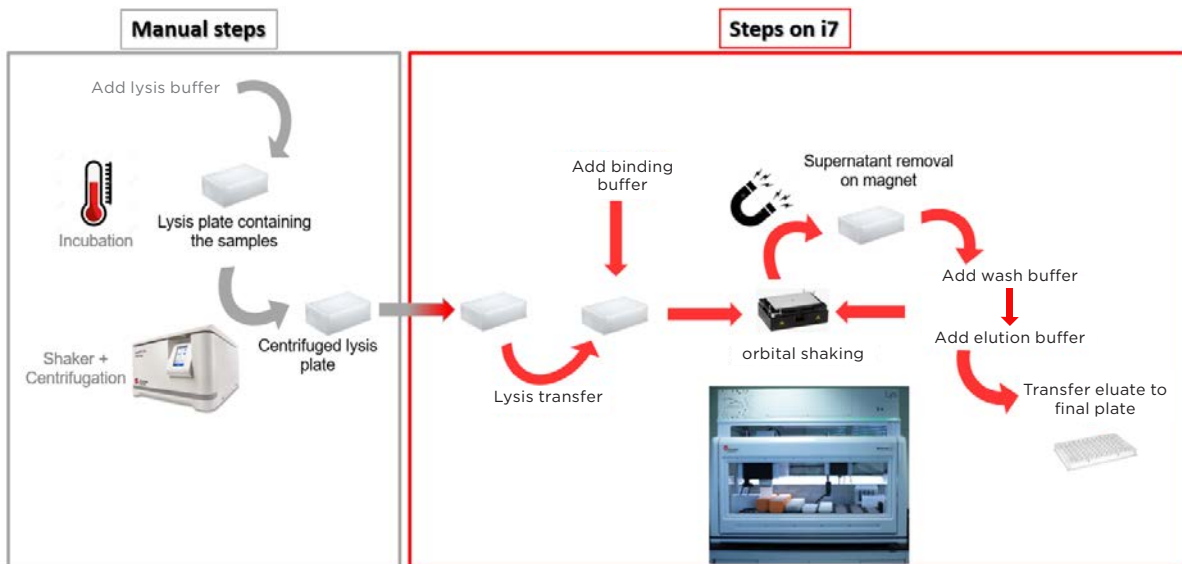 Manual steps
Steps on i7
Add lysis buffer
Incubation
Lysis plate containing
the samples
Shaker +
Centrifugation
Centrifuged lysis
plate
Lysis transfer
Add binding
buffer
orbital shaking
Supernatant removal
on magnet
Add wash buffer
Add elution buffer
Transfer eluate to
final plate